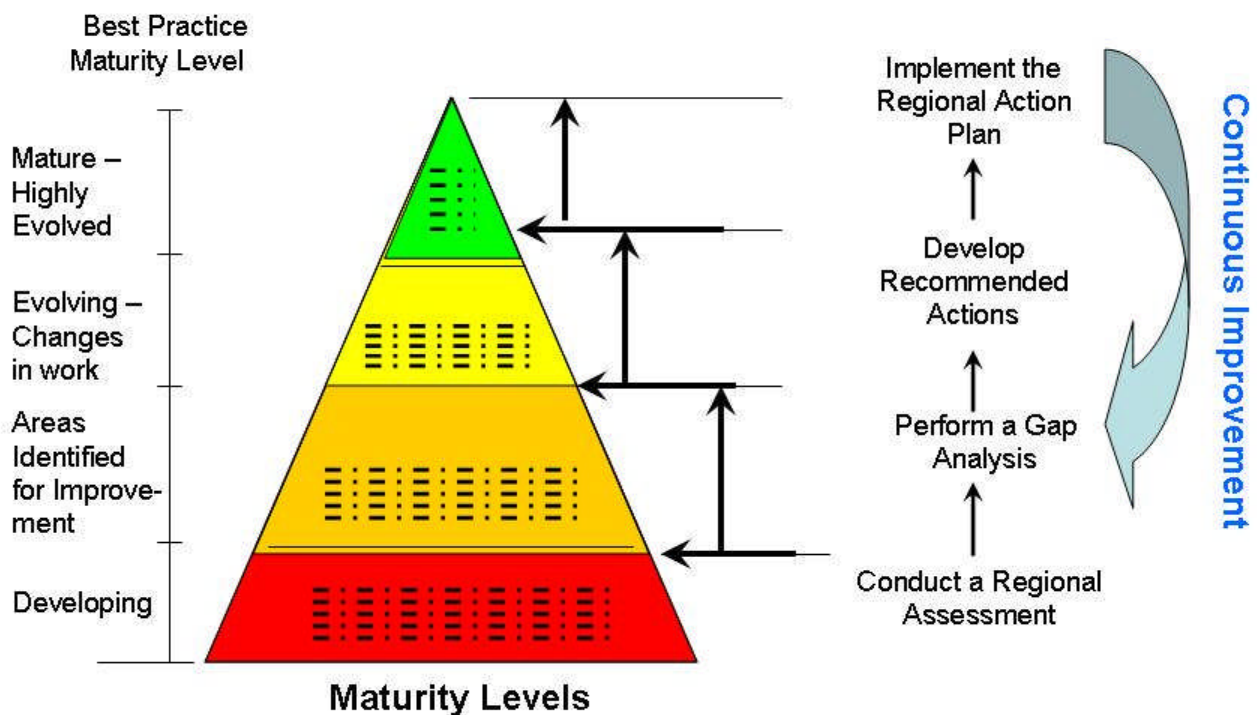 Best Practice
Maturity Level
Mature –
Highly
Evolved
Evolving –
Changes
in work
Areas
Identified
for Improve-
ment
Developing
Maturity Levels
Implement the
Regional Action
Plan
Develop
Recommended
Actions
Perform a Gap
Analysis
Conduct a Regional
Assessment
Continuous Improvement